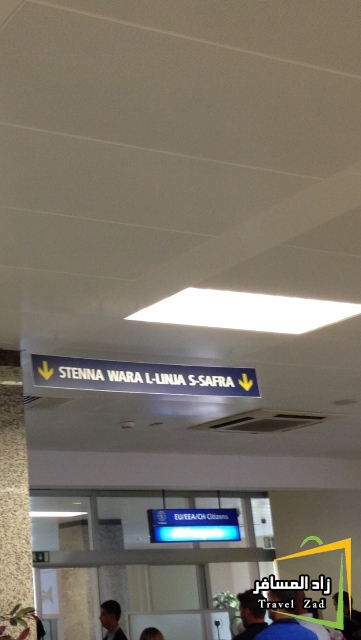 STENNA WARA L-LINJA S-SAFRA
EU/EEA/CH Citizens
زاد المسافر
Travel Zad